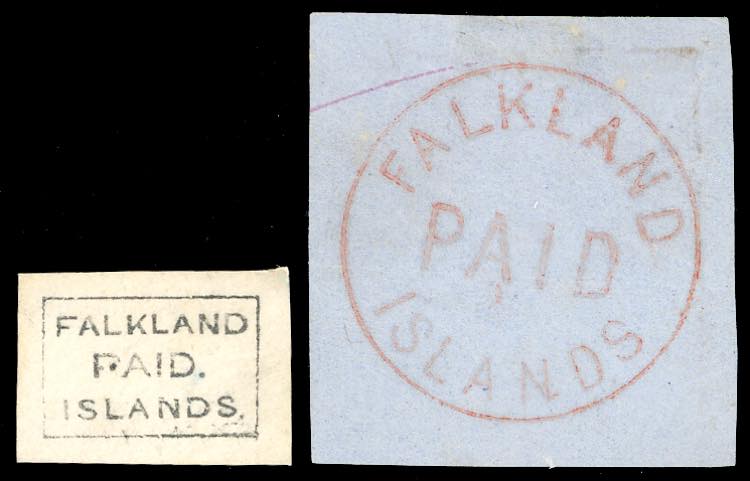 FALKLAND
PAID.
ISLANDS.
FALKLAND
PAID
ISLANDS